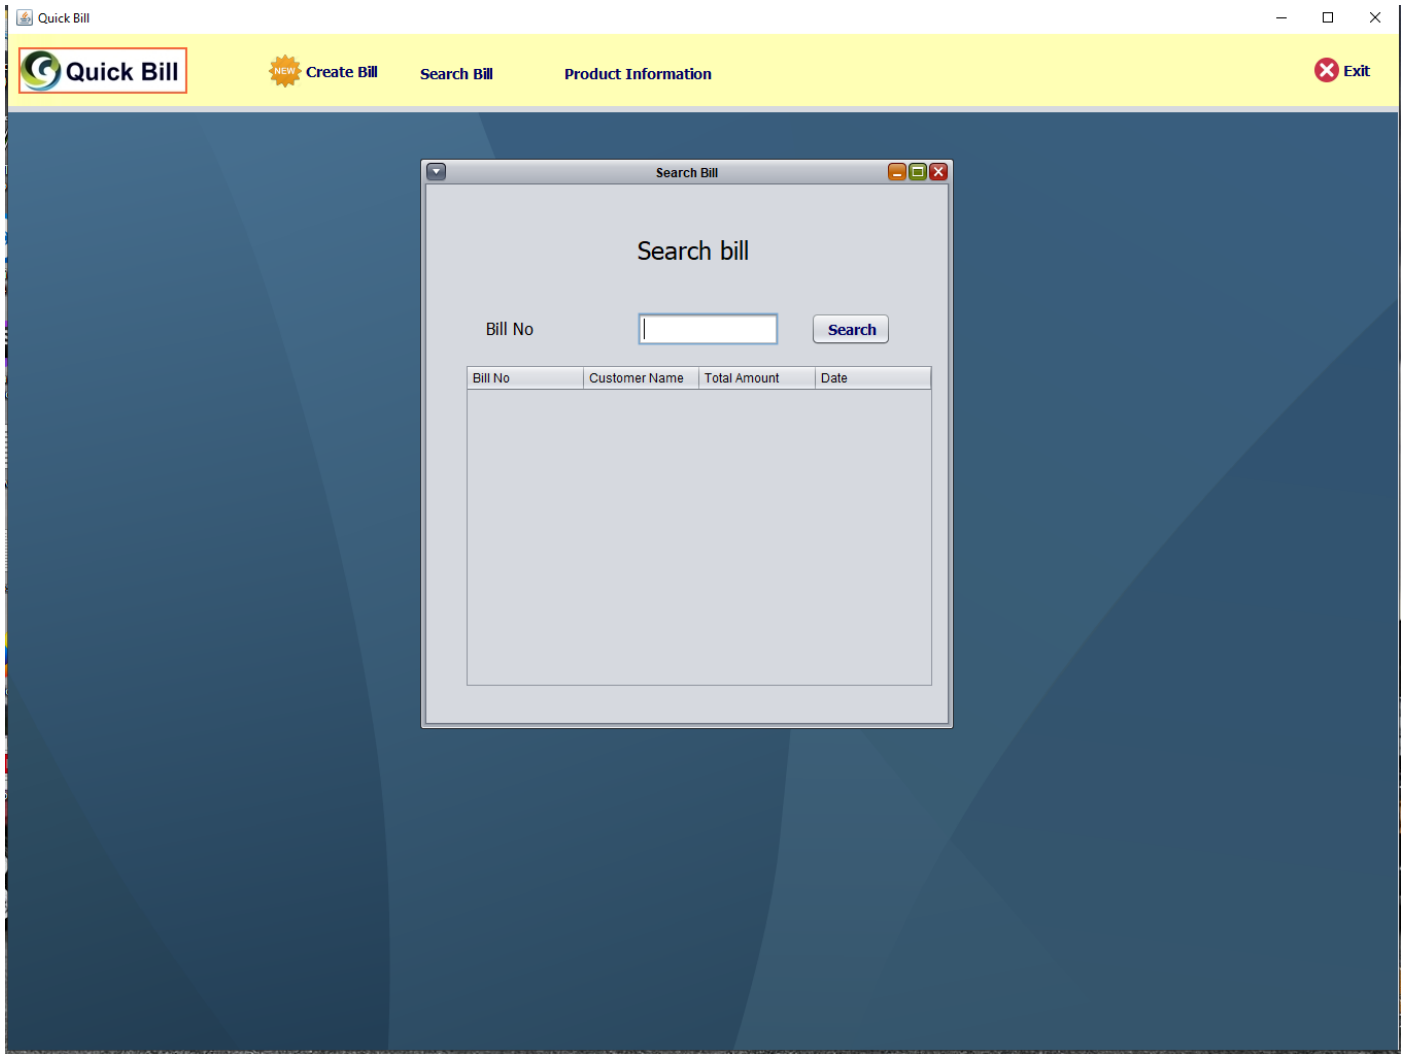 Quick Bill
Quick Bill
NEW Create Bill
Search Bill
Product Information
Exit
Search Bill
Search bill
Bill No
Search
Bill No Customer Name Total Amount Date